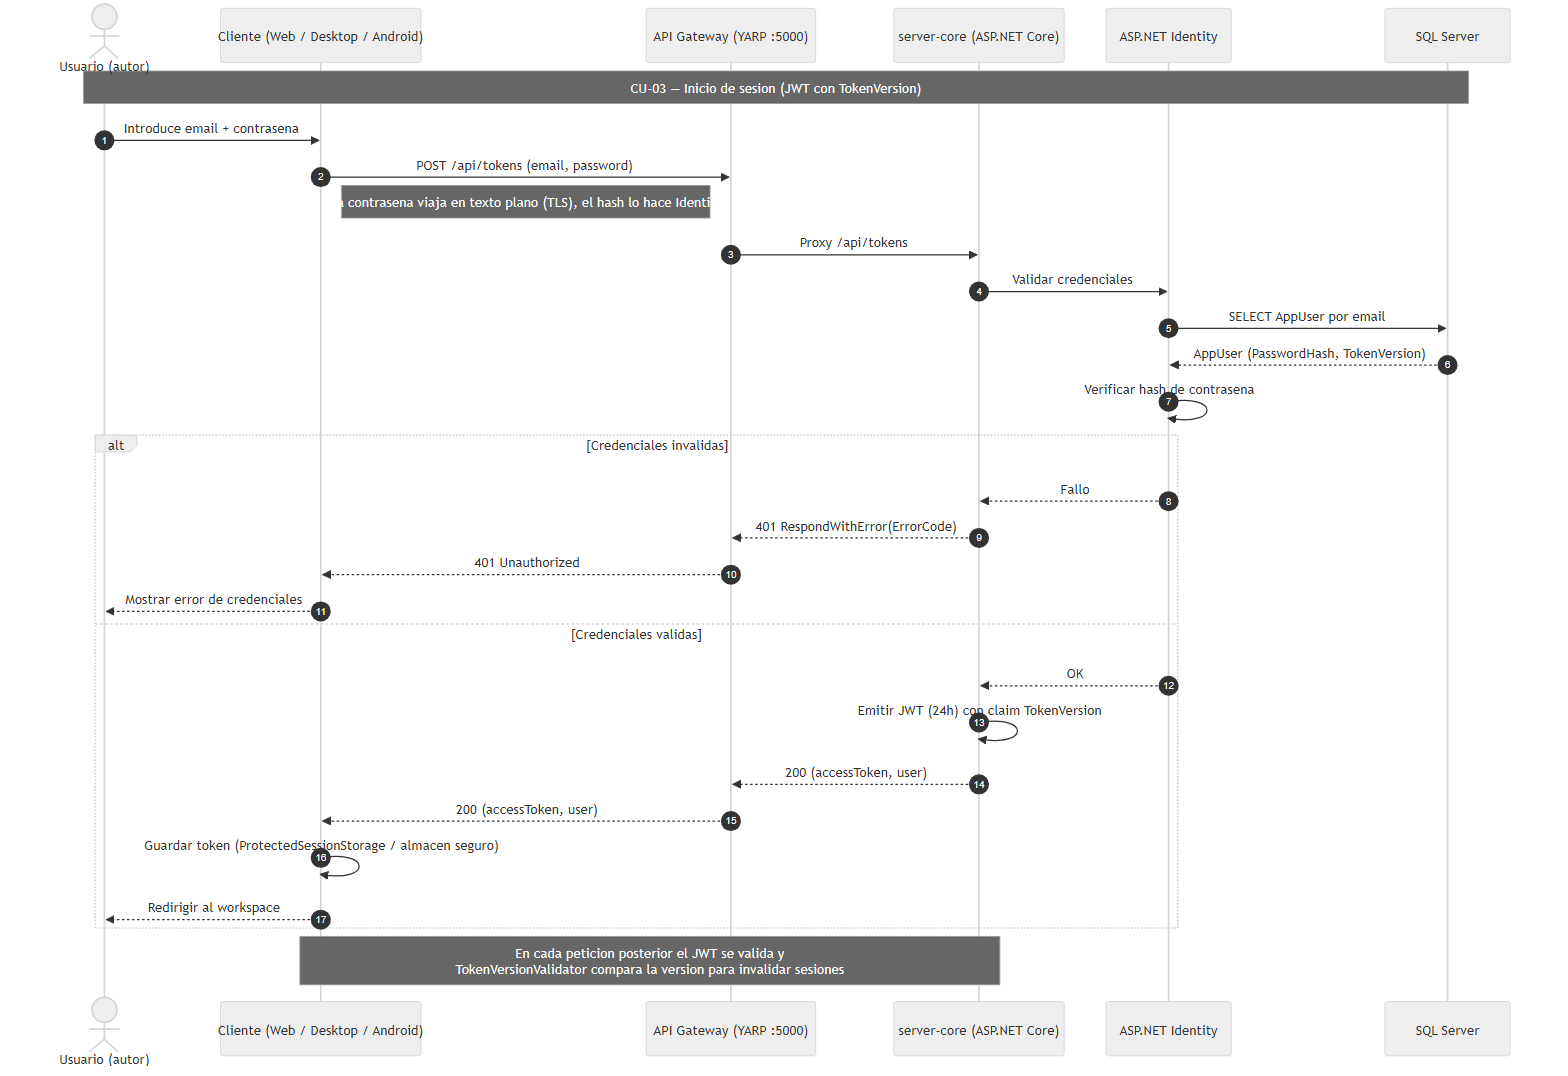 Usuario (autor)
Cliente (Web / Desktop / Android)
API Gateway (YARP :5000)
server-core (ASP.NET Core)
ASP.NET Identity
SQL Server
CU-03 — Inicio de sesion (JWT con TokenVersion)
1
Introduce email + contrasena
2
POST /api/tokens (email, password)
contrasena viaja en texto plano (TLS), el hash lo hace Identi
3
Proxy /api/tokens
4
Validar credenciales
5
SELECT AppUser por email
AppUser (PasswordHash, TokenVersion)
6
Verificar hash de contrasena
7
alt
[Credenciales invalidas]
Fallo
8
401 RespondWithError(ErrorCode)
9
401 Unauthorized
10
Mostrar error de credenciales
11
[Credenciales validas]
OK
12
Emitir JWT (24h) con claim TokenVersion
13
200 (accessToken, user)
14
200 (accessToken, user)
15
Guardar token (ProtectedSessionStorage / almacen seguro)
16
Redirigir al workspace
17
En cada peticion posterior el JWT se valida y
TokenVersionValidator compara la version para invalidar sesiones
Usuario (autor)
Cliente (Web / Desktop / Android)
API Gateway (YARP :5000)
server-core (ASP.NET Core)
ASP.NET Identity
SQL Server